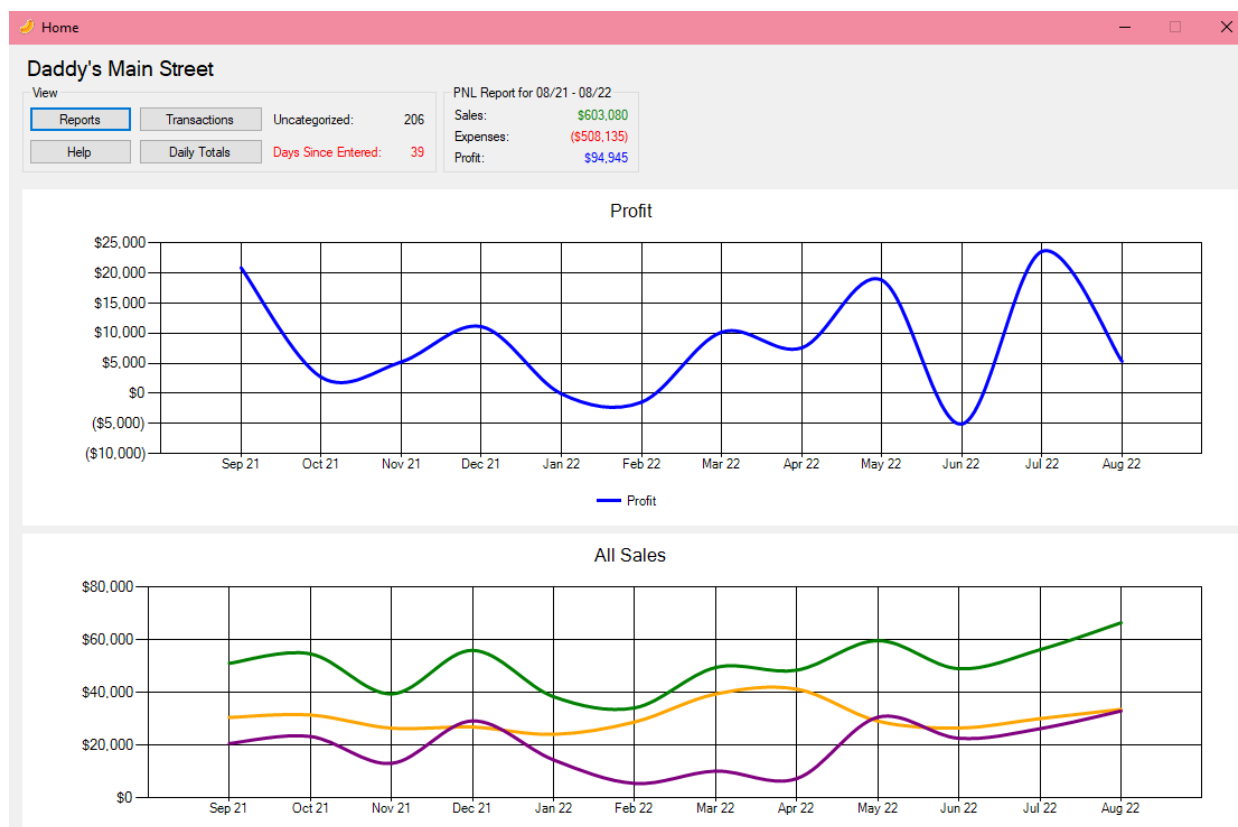 Home
Daddy's Main Street
View
Reports Transactions Uncategorized: 206
Help Daily Totals Days Since Entered: 39
PNL Report for 08/21 - 08/22
Sales: $603,080
Expenses: ($508,135)
Profit: $94,945
Profit
$25,000
$20,000
$15,000
$10,000
$5,000
$0
($5,000)
($10,000)
Sep 21 Oct 21 Nov 21 Dec 21 Jan 22 Feb 22 Mar 22 Apr 22 May 22 Jun 22 Jul 22 Aug 22
Profit
All Sales
$80,000
$60,000
$40,000
$20,000
$0
Sep 21 Oct 21 Nov 21 Dec 21 Jan 22 Feb 22 Mar 22 Apr 22 May 22 Jun 22 Jul 22 Aug 22